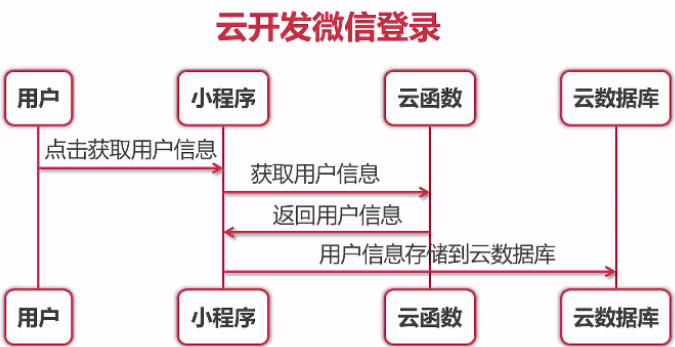 云开发微信登录
用户
小程序
云函数
云数据库
点击获取用户信息
获取用户信息
返回用户信息
用户信息存储到云数据库
用户
小程序
云函数
云数据库